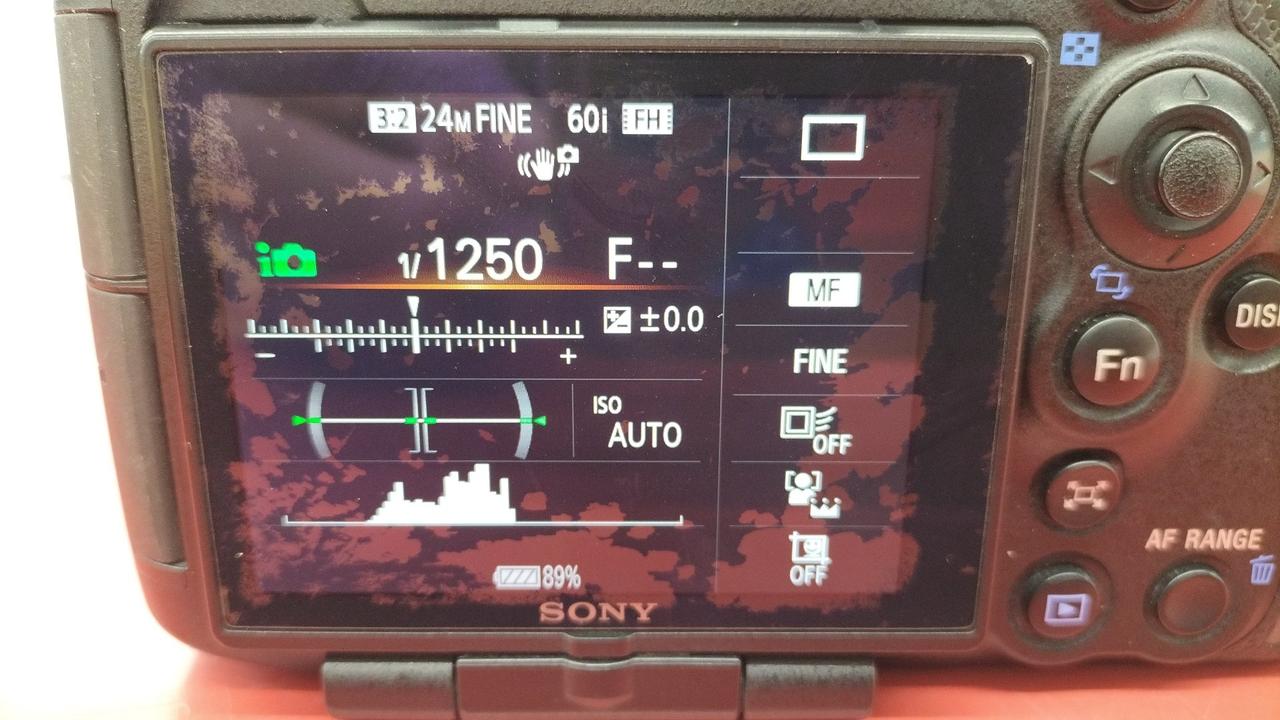 3:2 24M FINE 60i FH
i 1/1250 F--
MF
±0.0
- +
FINE
ISO
AUTO
OFF
OFF
89%
SONY
DISP
Fn
AF RANGE